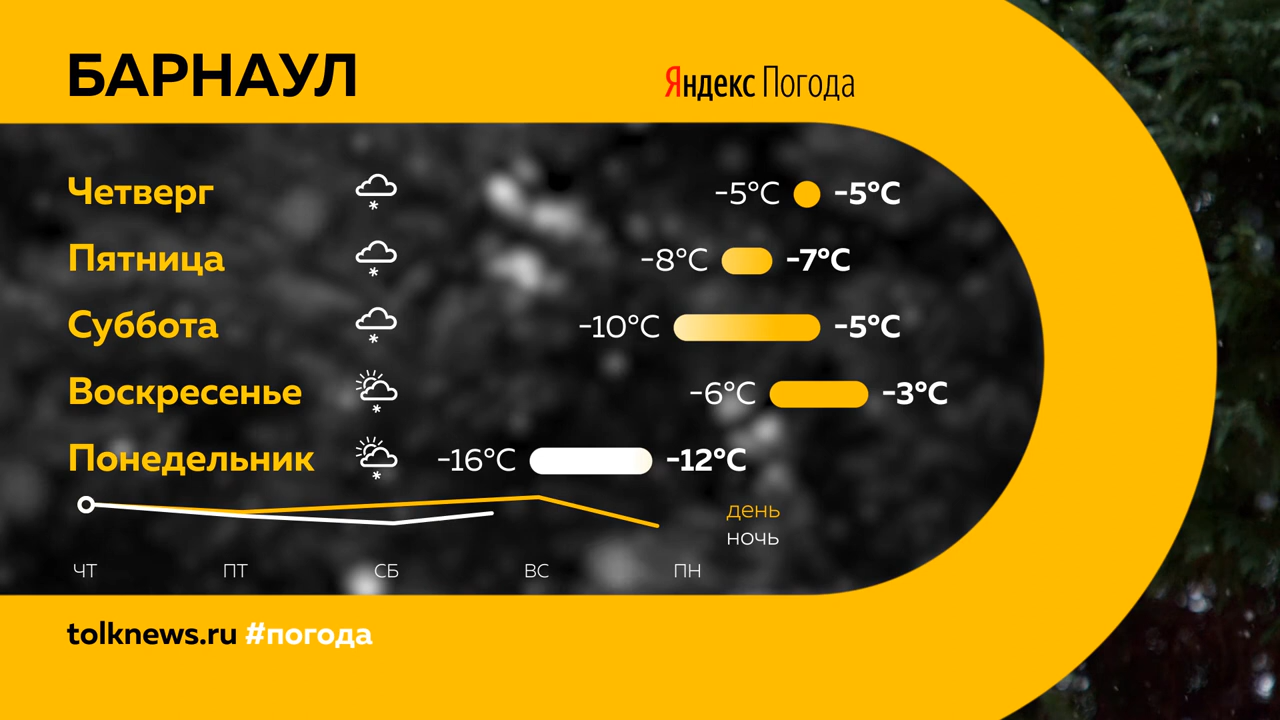 БАРНАУЛ
Яндекс Погода
Четверг -5°C -5°C
Пятница -8°C -7°C
Суббота -10°C -5°C
Воскресенье -6°C -3°C
Понедельник -16°C -12°C
день
ночь
ЧТ ПТ СБ ВС ПН
tolknews.ru #погода